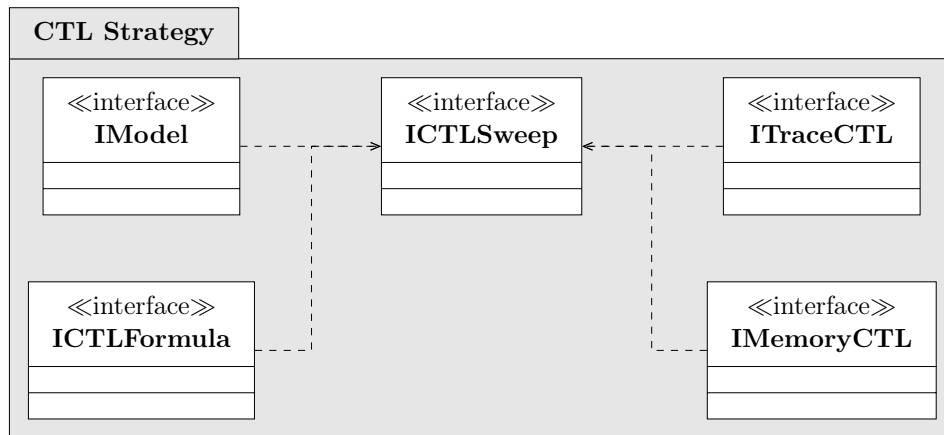 CTL Strategy
≪interface≫
IModel
≪interface≫
ICTLSweep
≪interface≫
ITraceCTL
≪interface≫
ICTLFormula
≪interface≫
IMemoryCTL